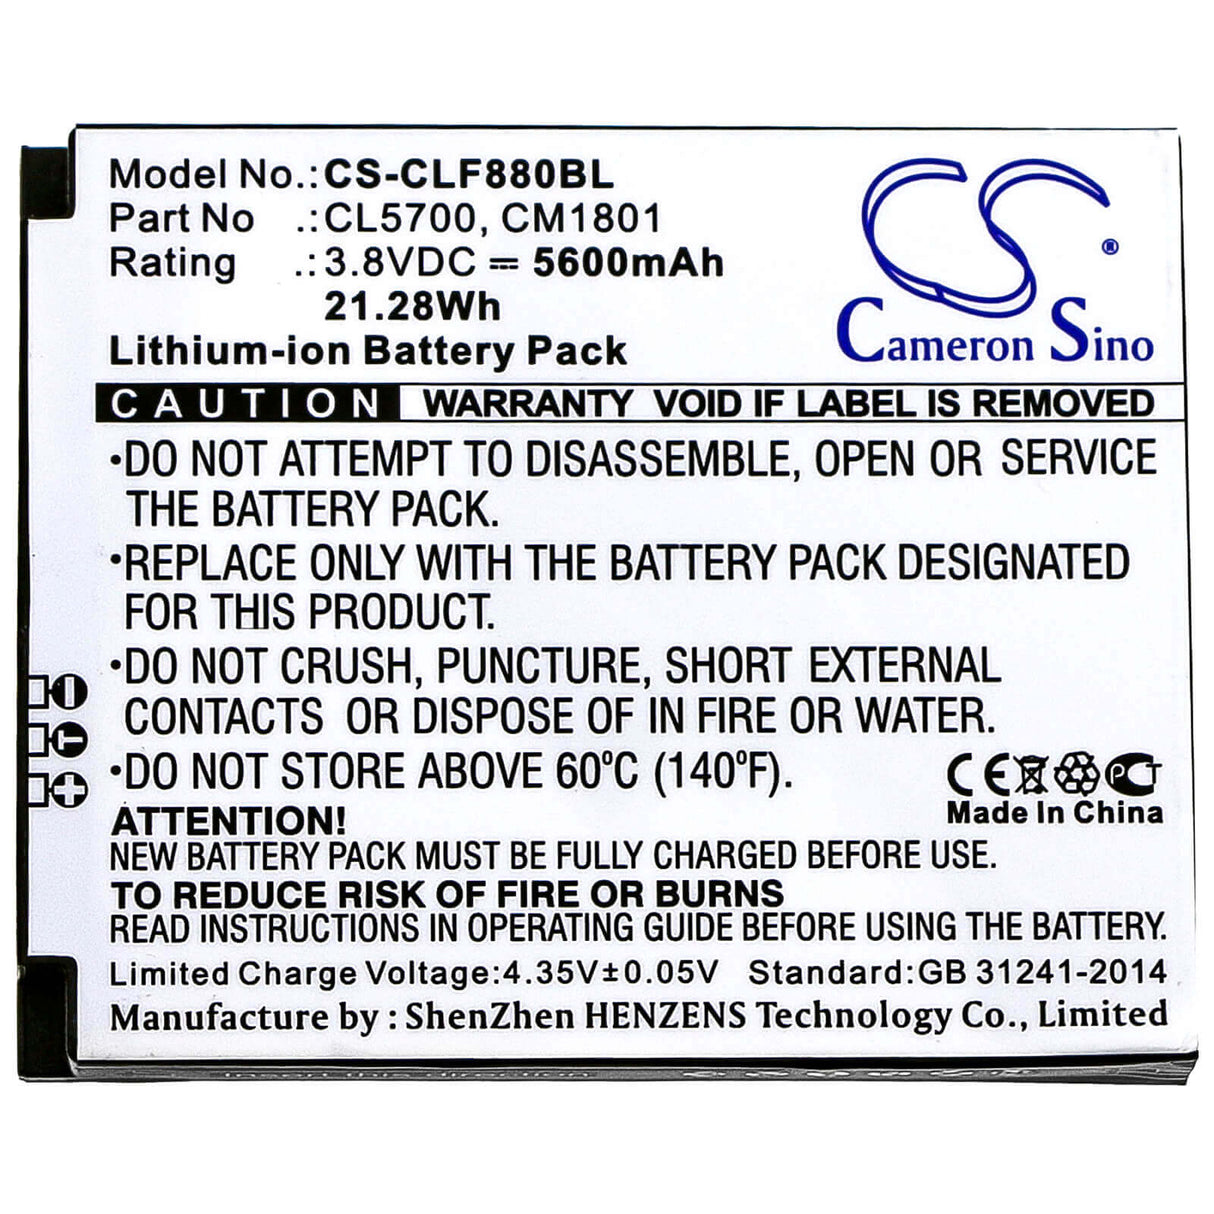 Model No.:CS-CLF880BL
Part No .:CL5700, CM1801
Rating .:3.8VDC ⎓ 5600mAh
21.28Wh
Lithium-ion Battery Pack
CS
®
Cameron Sino
CAUTION WARRANTY VOID IF LABEL IS REMOVED
•DO NOT ATTEMPT TO DISASSEMBLE, OPEN OR SERVICE
THE BATTERY PACK.
•REPLACE ONLY WITH THE BATTERY PACK DESIGNATED
FOR THIS PRODUCT.
•DO NOT CRUSH, PUNCTURE, SHORT EXTERNAL
CONTACTS OR DISPOSE OF IN FIRE OR WATER.
•DO NOT STORE ABOVE 60ºC (140ºF).
CE PCT
Made In China
ATTENTION!
NEW BATTERY PACK MUST BE FULLY CHARGED BEFORE USE.
TO REDUCE RISK OF FIRE OR BURNS
READ INSTRUCTIONS IN OPERATING GUIDE BEFORE USING THE BATTERY.
Limited Charge Voltage:4.35V±0.05V Standard:GB 31241-2014
Manufacture by : ShenZhen HENZENS Technology Co., Limited
- T +